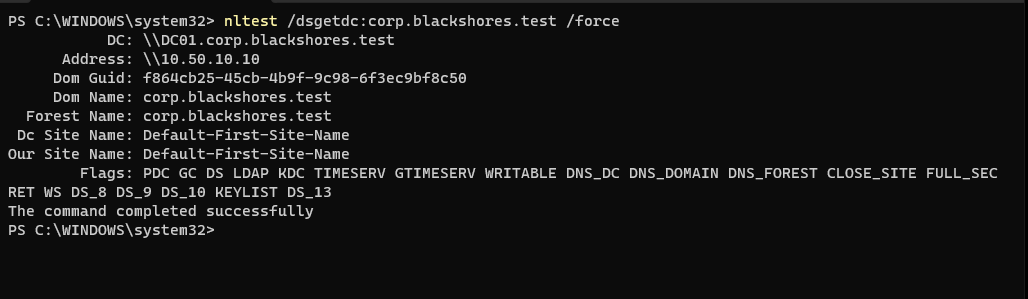 PS C:\WINDOWS\system32> nltest /dsgetdc:corp.blackshores.test /force
           DC: \\DC01.corp.blackshores.test
      Address: \\10.50.10.10
     Dom Guid: f864cb25-45cb-4b9f-9c98-6f3ec9bf8c50
     Dom Name: corp.blackshores.test
  Forest Name: corp.blackshores.test
 Dc Site Name: Default-First-Site-Name
Our Site Name: Default-First-Site-Name
        Flags: PDC GC DS LDAP KDC TIMESERV GTIMESERV WRITABLE DNS_DC DNS_DOMAIN DNS_FOREST CLOSE_SITE FULL_SEC
RET WS DS_8 DS_9 DS_10 KEYLIST DS_13
The command completed successfully
PS C:\WINDOWS\system32>